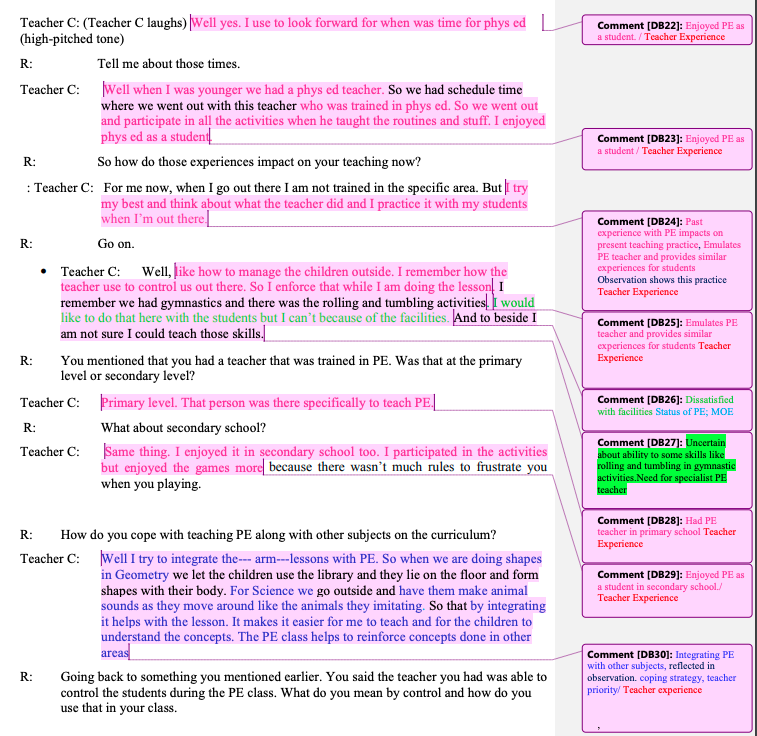 Teacher C: (Teacher C laughs) Well yes. I use to look forward for when was time for phys ed
(high-pitched tone)
R: Tell me about those times.
Teacher C: Well when I was younger we had a phys ed teacher. So we had schedule time
where we went out with this teacher who was trained in phys ed. So we went out
and participate in all the activities when he taught the routines and stuff. I enjoyed
phys ed as a student.
R: So how do those experiences impact on your teaching now?
: Teacher C: For me now, when I go out there I am not trained in the specific area. But I try
my best and think about what the teacher did and I practice it with my students
when I'm out there.
R: Go on.
• Teacher C: Well, like how to manage the children outside. I remember how the
teacher use to control us out there. So I enforce that while I am doing the lesson. I
remember we had gymnastics and there was the rolling and tumbling activities. I would
like to do that here with the students but I can't because of the facilities. And to beside I
am not sure I could teach those skills.
R: You mentioned that you had a teacher that was trained in PE. Was that at the primary
level or secondary level?
Teacher C: Primary level. That person was there specifically to teach PE.
R: What about secondary school?
Teacher C: Same thing. I enjoyed it in secondary school too. I participated in the activities
but enjoyed the games more because there wasn't much rules to frustrate you
when you playing.
R: How do you cope with teaching PE along with other subjects on the curriculum?
Teacher C: Well I try to integrate the--- arm---lessons with PE. So when we are doing shapes
in Geometry we let the children use the library and they lie on the floor and form
shapes with their body. For Science we go outside and have them make animal
sounds as they move around like the animals they imitating. So that by integrating
it helps with the lesson. It makes it easier for me to teach and for the children to
understand the concepts. The PE class helps to reinforce concepts done in other
areas
R: Going back to something you mentioned earlier. You said the teacher you had was able to
control the students during the PE class. What do you mean by control and how do you
use that in your class.
Comment [DB22]: Enjoyed PE as
a student. / Teacher Experience
Comment [DB23]: Enjoyed PE as
a student / Teacher Experience
Comment [DB24]: Past
experience with PE impacts on
present teaching practice, Emulates
PE teacher and provides similar
experiences for students
Observation shows this practice
Teacher Experience
Comment [DB25]: Emulates PE
teacher and provides similar
experiences for students Teacher
Experience
Comment [DB26]: Dissatisfied
with facilities Status of PE; MOE
Comment [DB27]: Uncertain
about ability to some skills like
rolling and tumbling in gymnastic
activities.Need for specialist PE
teacher
Comment [DB28]: Had PE
teacher in primary school Teacher
Experience
Comment [DB29]: Enjoyed PE as
a student in secondary school./
Teacher Experience
Comment [DB30]: Integrating PE
with other subjects, reflected in
observation. coping strategy, teacher
priority/ Teacher experience
,